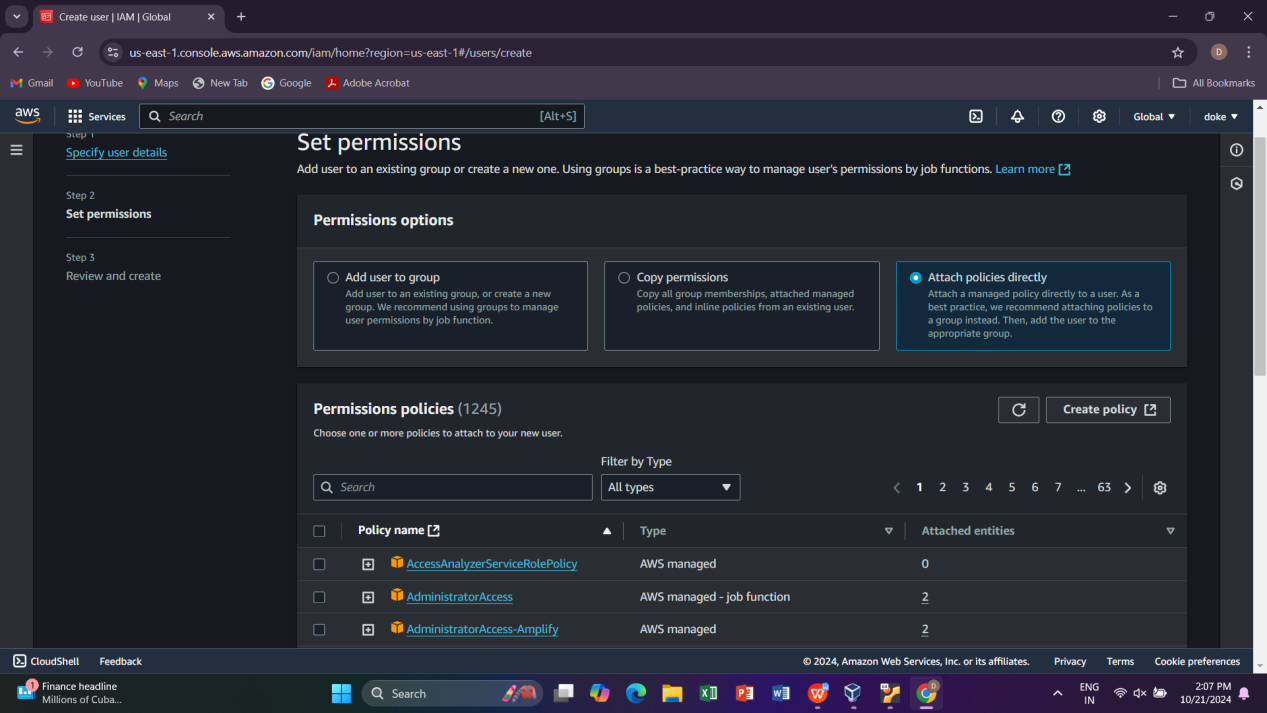 Create user | IAM | Global
us-east-1.console.aws.amazon.com/iam/home?region=us-east-1#/users/create
D
Gmail
YouTube
Maps
New Tab
Google
Adobe Acrobat
All Bookmarks
aws
Services
Search
[Alt+S]
Global
doke
Step 1
Specify user details
Step 2
Set permissions
Step 3
Review and create
Set permissions
Add user to an existing group or create a new one. Using groups is a best-practice way to manage user's permissions by job functions. Learn more
Permissions options
Add user to group
Add user to an existing group, or create a new
group. We recommend using groups to manage
user permissions by job function.
Copy permissions
Copy all group memberships, attached managed
policies, and inline policies from an existing user.
Attach policies directly
Attach a managed policy directly to a user. As a
best practice, we recommend attaching policies to
a group instead. Then, add the user to the
appropriate group.
Permissions policies (1245)
Choose one or more policies to attach to your new user.
Create policy
Filter by Type
Search
All types
1 2 3 4 5 6 7 ... 63
Policy name
Type
Attached entities
AccessAnalyzerServiceRolePolicy
AWS managed
0
AdministratorAccess
AWS managed - job function
2
AdministratorAccess-Amplify
AWS managed
2
CloudShell
Feedback
© 2024, Amazon Web Services, Inc. or its affiliates.
Privacy
Terms
Cookie preferences
1
Finance headline
Millions of Cuba...
Search
ENG
IN
2:07 PM
10/21/2024